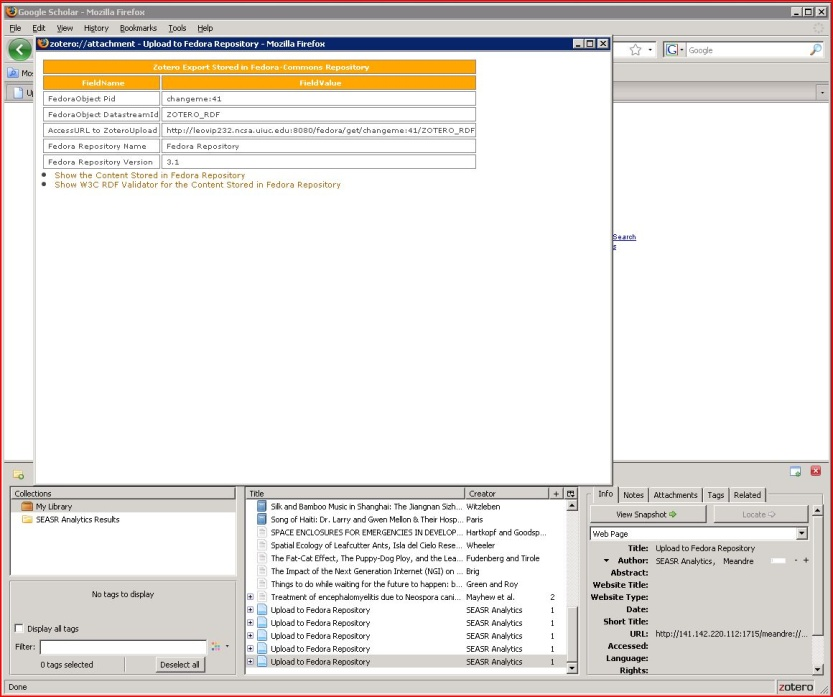 Google Scholar - Mozilla Firefox
File Edit View History Bookmarks Tools Help
zotero://attachment - Upload to Fedora Repository - Mozilla Firefox
Google
Zotero Export Stored in Fedora-Commons Repository
FieldName FieldValue
FedoraObject Pid changeme:41
FedoraObject DatastreamId ZOTERO_RDF
AccessURL to ZoteroUpload http://leovip232.ncsa.uiuc.edu:8080/fedora/get/changeme:41/ZOTERO_RDF
Fedora Repository Name Fedora Repository
Fedora Repository Version 3.1
Show the Content Stored in Fedora Repository
Show W3C RDF Validator for the Content Stored in Fedora Repository
Search
Collections
My Library
SEASR Analytics Results
No tags to display
Display all tags
Filter:
0 tags selected Deselect all
Title Creator +
Silk and Bamboo Music in Shanghai: The Jiangnan Sizh... Witzleben
Song of Haiti: Dr. Larry and Gwen Mellon & Their Hosp... Paris
SPACE ENCLOSURES FOR EMERGENCIES IN DEVELOP... Hartkopf and Goodsp...
Spatial Ecology of Leafcutter Ants, Isla del Cielo Rese... Wheeler
The Fat-Cat Effect, The Puppy-Dog Ploy, and the Lea... Fudenberg and Tirole
The Impact of the Next Generation Internet (NGI) on ... Brig
Things to do while waiting for the future to happen: b... Green and Roy
Treatment of encephalomyelitis due to Neospora cani... Mayhew et al. 2
Upload to Fedora Repository SEASR Analytics 1
Upload to Fedora Repository SEASR Analytics 1
Upload to Fedora Repository SEASR Analytics 1
Upload to Fedora Repository SEASR Analytics 1
Upload to Fedora Repository SEASR Analytics 1
Info Notes Attachments Tags Related
View Snapshot Locate
Web Page
Title: Upload to Fedora Repository
Author: SEASR Analytics, Meandre - +
Abstract:
Website Title:
Website Type:
Date:
Short Title:
URL: http://141.142.220.112:1715/meandre://...
Accessed:
Language:
Rights:
Done
zotero